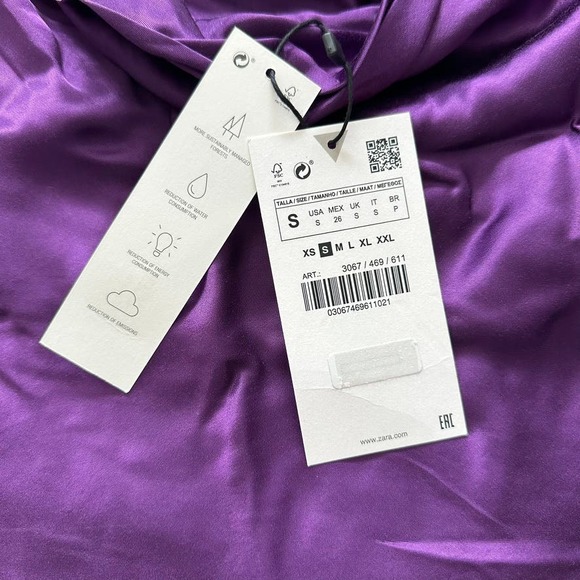 MORE SUSTAINABLY MANAGED
FORESTS
REDUCTION OF WATER
CONSUMPTION
REDUCTION OF ENERGY
CONSUMPTION
REDUCTION OF EMISSIONS
FSC
TALLA / SIZE / TAMANHO / TAILLE / MAAT / ΜΕΓΕΘΟΣ
S USA MEX UK IT BR
S 26 S S P
XS S M L XL XXL
ART.: 3067 / 469 / 611
03067469611021
www.zara.com
EAC